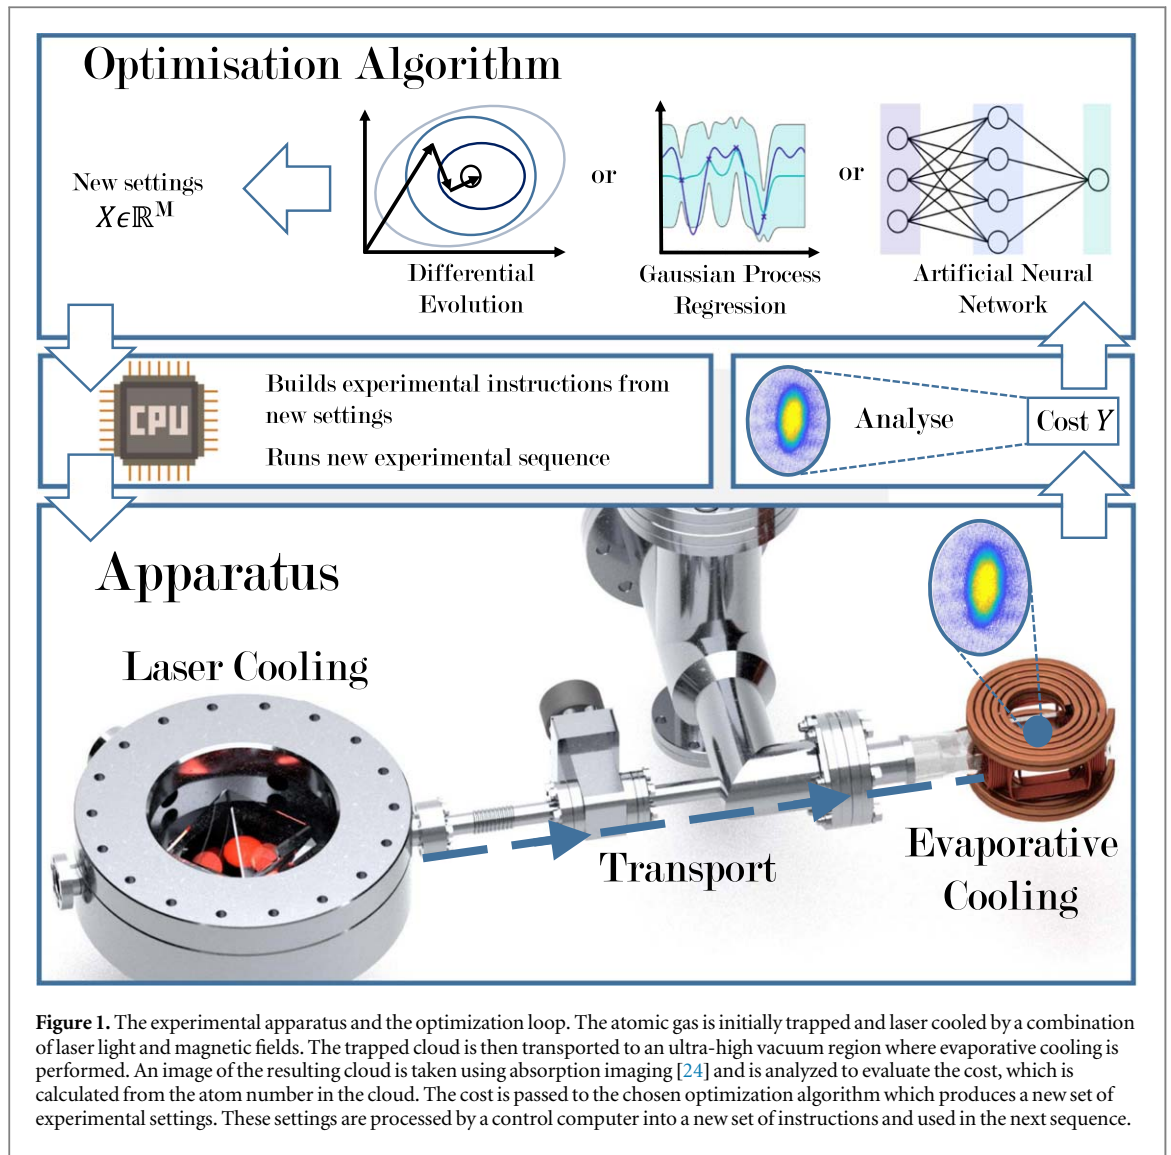 Optimisation Algorithm
New settings
Xϵℝᴹ
or
or
Differential
Evolution
Gaussian Process
Regression
Artificial Neural
Network
CPU
Builds experimental instructions from
new settings
Runs new experimental sequence
Analyse
Cost Y
Apparatus
Laser Cooling
Transport
Evaporative
Cooling
Figure 1. The experimental apparatus and the optimization loop. The atomic gas is initially trapped and laser cooled by a combination
of laser light and magnetic fields. The trapped cloud is then transported to an ultra-high vacuum region where evaporative cooling is
performed. An image of the resulting cloud is taken using absorption imaging [24] and is analyzed to evaluate the cost, which is
calculated from the atom number in the cloud. The cost is passed to the chosen optimization algorithm which produces a new set of
experimental settings. These settings are processed by a control computer into a new set of instructions and used in the next sequence.